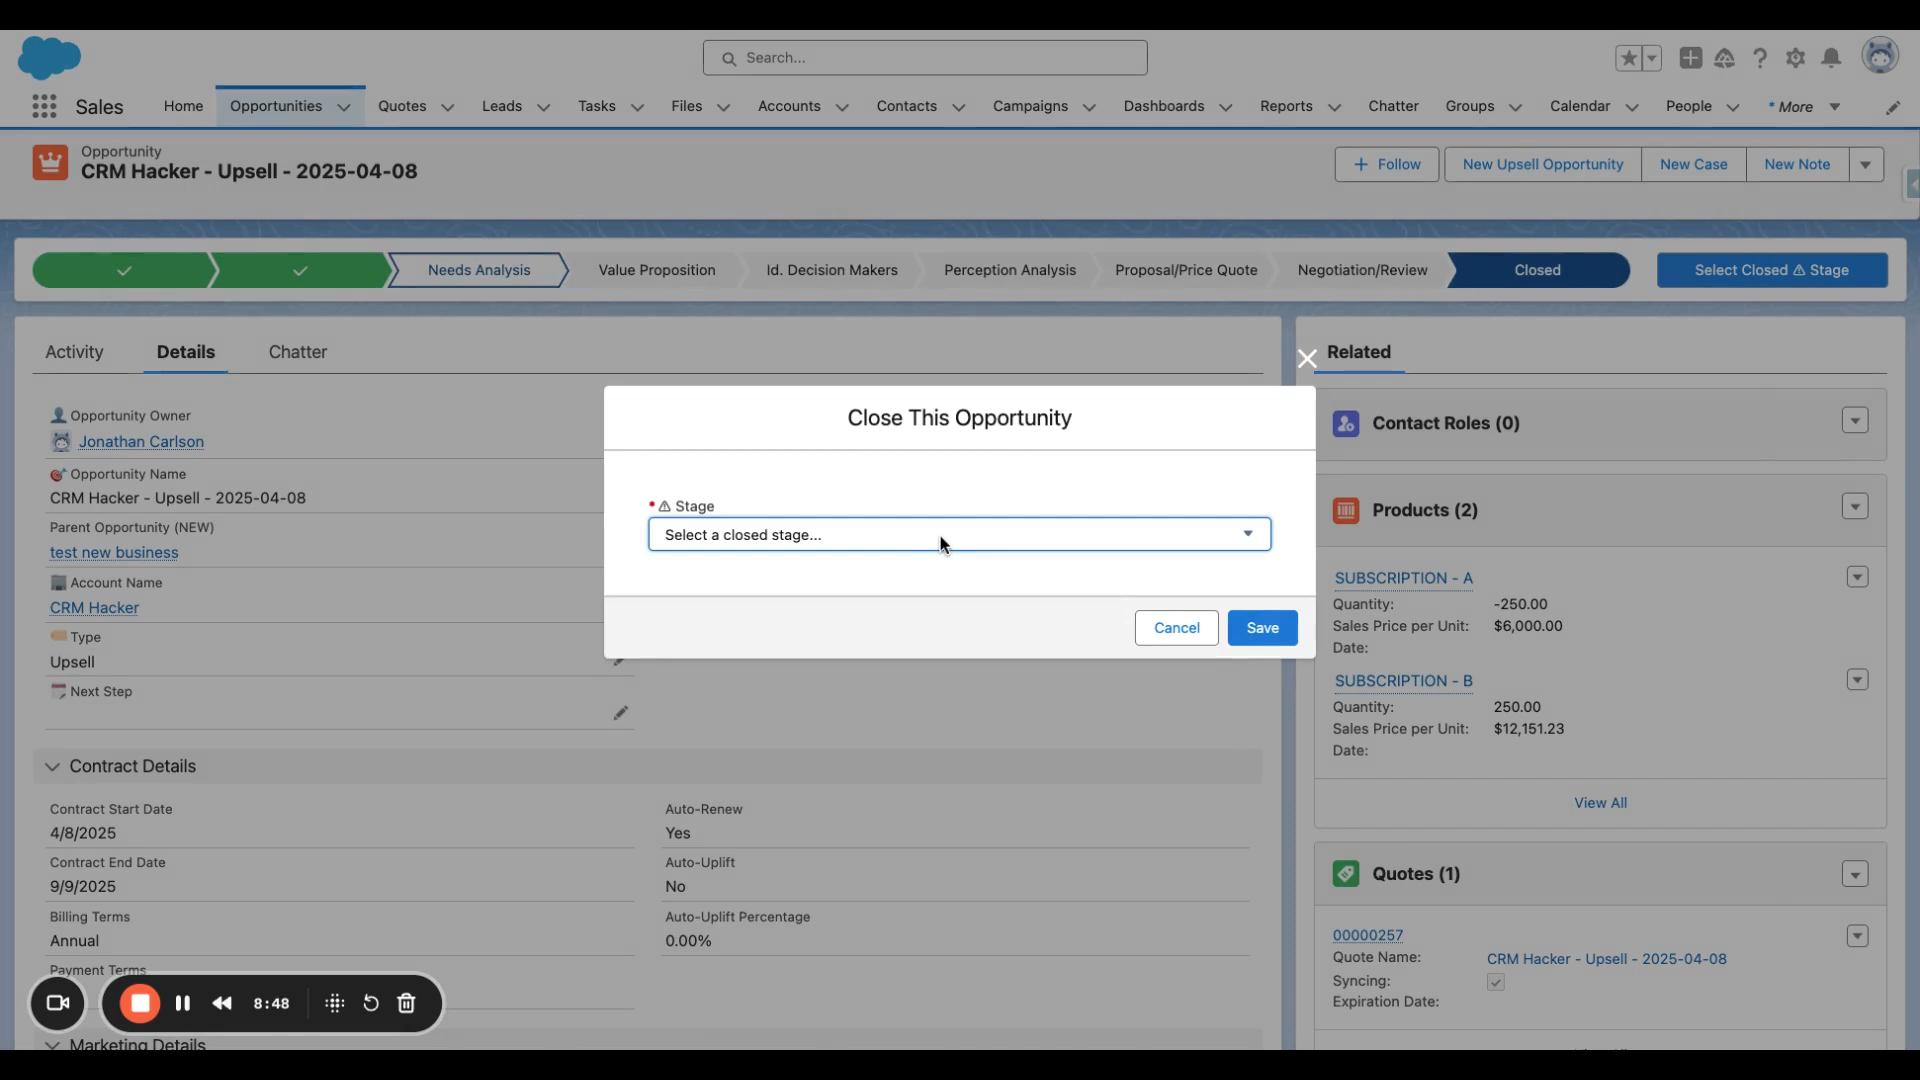 Search...
Sales
Home
Opportunities
Quotes
Leads
Tasks
Files
Accounts
Contacts
Campaigns
Dashboards
Reports
Chatter
Groups
Calendar
People
* More
Opportunity
CRM Hacker - Upsell - 2025-04-08
Follow
New Upsell Opportunity
New Case
New Note
Needs Analysis
Value Proposition
Id. Decision Makers
Perception Analysis
Proposal/Price Quote
Negotiation/Review
Closed
Select Closed ⚠ Stage
Activity
Details
Chatter
Opportunity Owner
Jonathan Carlson
Opportunity Name
CRM Hacker - Upsell - 2025-04-08
Parent Opportunity (NEW)
test new business
Account Name
CRM Hacker
Type
Upsell
Next Step
Contract Details
Contract Start Date
4/8/2025
Contract End Date
9/9/2025
Billing Terms
Annual
Payment Terms
Auto-Renew
Yes
Auto-Uplift
No
Auto-Uplift Percentage
0.00%
8:48
Marketing Details
Close This Opportunity
* ⚠ Stage
Select a closed stage...
Cancel
Save
Related
Contact Roles (0)
Products (2)
SUBSCRIPTION - A
Quantity: -250.00
Sales Price per Unit: $6,000.00
Date:
SUBSCRIPTION - B
Quantity: 250.00
Sales Price per Unit: $12,151.23
Date:
View All
Quotes (1)
00000257
Quote Name: CRM Hacker - Upsell - 2025-04-08
Syncing:
Expiration Date: